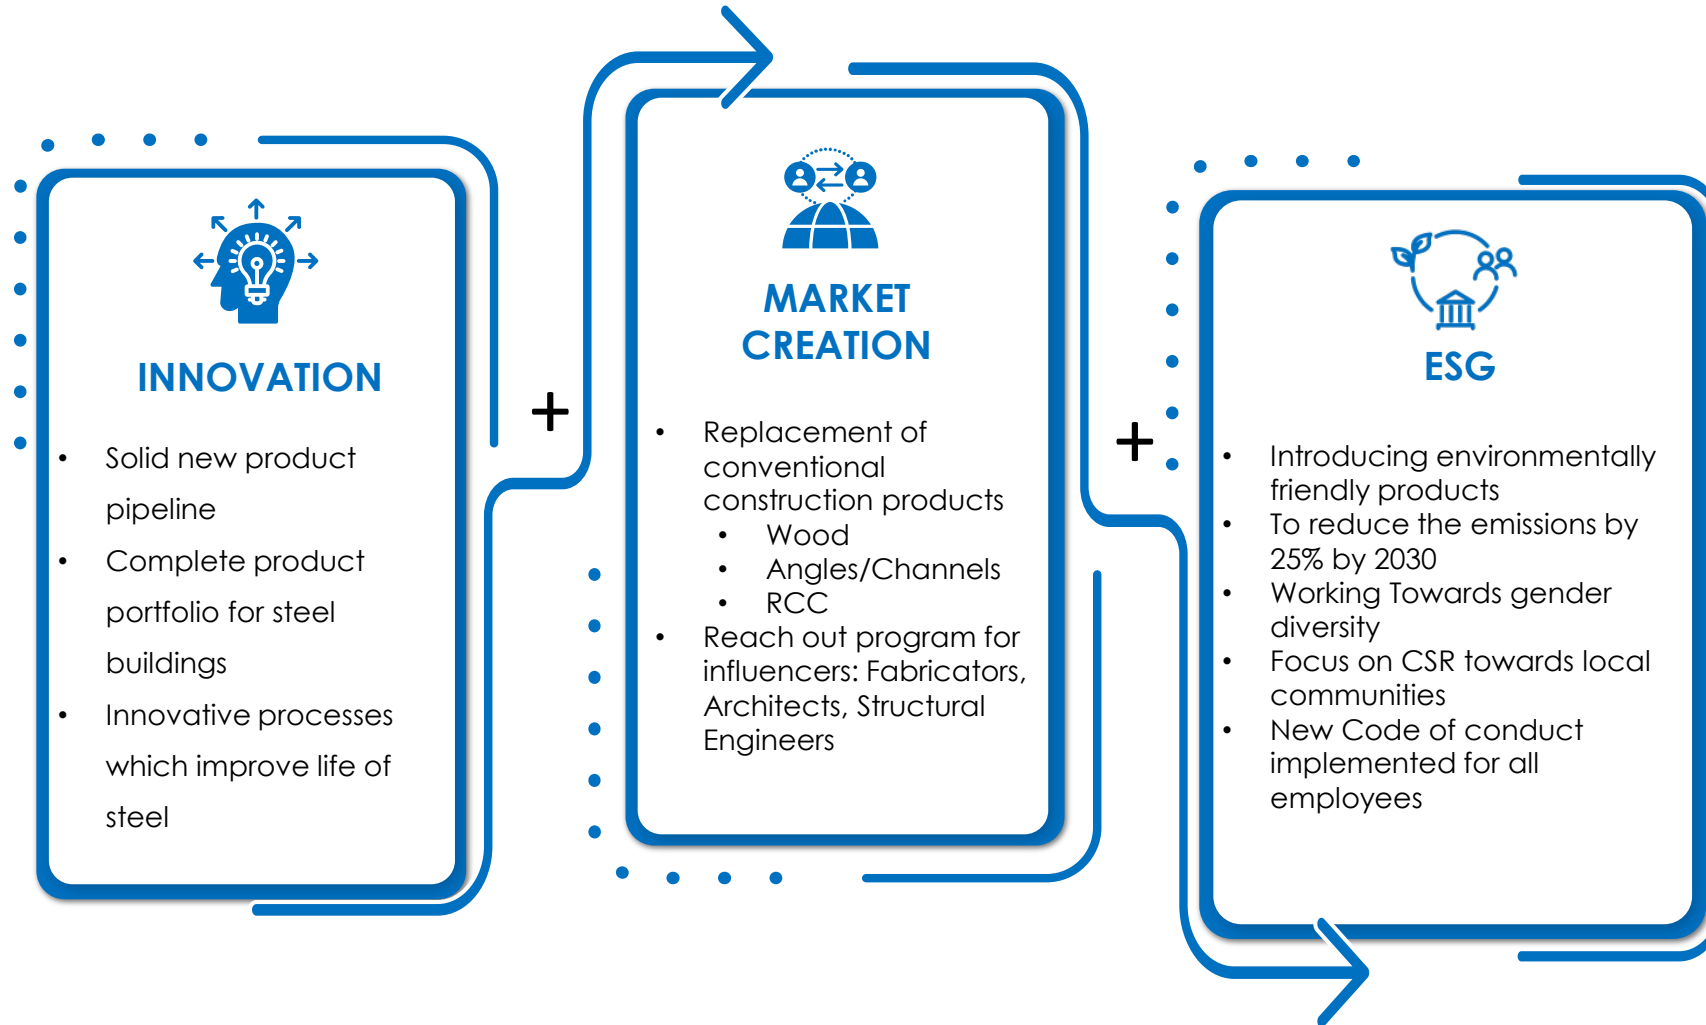 INNOVATION
• Solid new product
pipeline
• Complete product
portfolio for steel
buildings
• Innovative processes
which improve life of
steel
+
MARKET
CREATION
• Replacement of
conventional
construction products
• Wood
• Angles/Channels
• RCC
• Reach out program for
influencers: Fabricators,
Architects, Structural
Engineers
+
ESG
• Introducing environmentally
friendly products
• To reduce the emissions by
25% by 2030
• Working Towards gender
diversity
• Focus on CSR towards local
communities
• New Code of conduct
implemented for all
employees